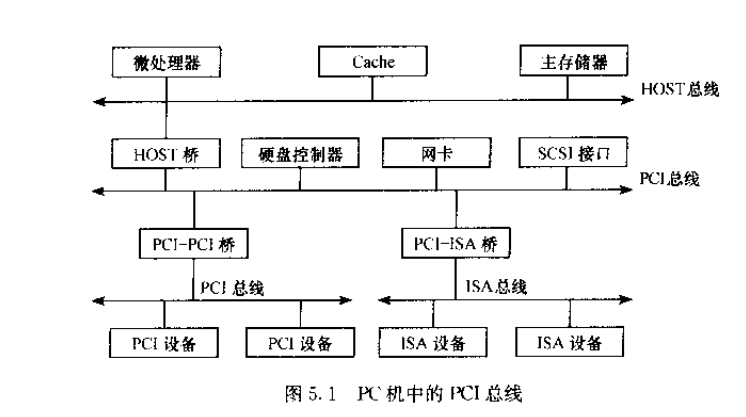 微处理器 Cache 主存储器
HOST总线
HOST 桥 硬盘控制器 网卡 SCSI 接口
PCI总线
PCI-PCI 桥 PCI-ISA 桥
PCI 总线 ISA总线
PCI 设备 PCI 设备 ISA 设备 ISA 设备
图 5.1 PC 机中的 PCI 总线